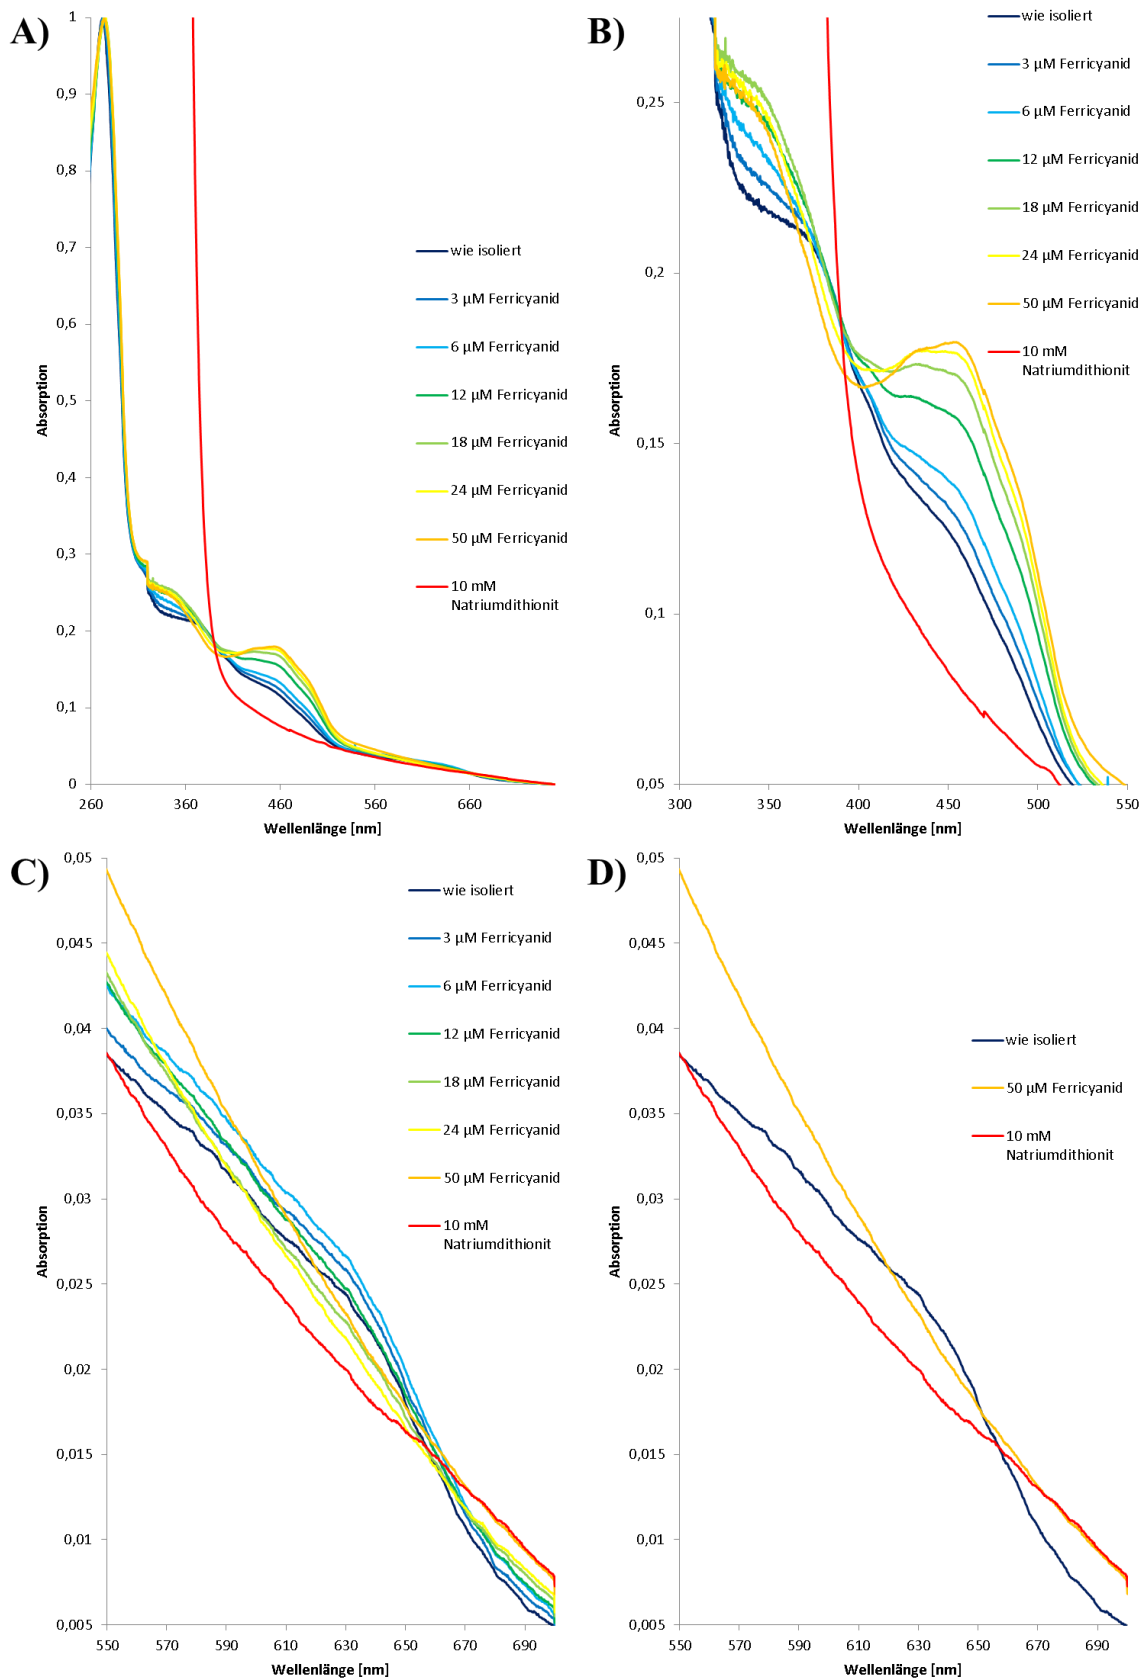 A)
1
0,9
0,8
0,7
0,6
0,5
0,4
0,3
0,2
0,1
0
Absorption
260
360
460
560
660
Wellenlänge [nm]
wie isoliert
3 µM Ferricyanid
6 µM Ferricyanid
12 µM Ferricyanid
18 µM Ferricyanid
24 µM Ferricyanid
50 µM Ferricyanid
10 mM
Natriumdithionit
B)
0,25
0,2
0,15
0,1
0,05
Absorption
300
350
400
450
500
550
Wellenlänge [nm]
wie isoliert
3 µM Ferricyanid
6 µM Ferricyanid
12 µM Ferricyanid
18 µM Ferricyanid
24 µM Ferricyanid
50 µM Ferricyanid
10 mM
Natriumdithionit
C)
0,05
0,045
0,04
0,035
0,03
0,025
0,02
0,015
0,01
0,005
Absorption
550
570
590
610
630
650
670
690
Wellenlänge [nm]
wie isoliert
3 µM Ferricyanid
6 µM Ferricyanid
12 µM Ferricyanid
18 µM Ferricyanid
24 µM Ferricyanid
50 µM Ferricyanid
10 mM
Natriumdithionit
D)
0,05
0,045
0,04
0,035
0,03
0,025
0,02
0,015
0,01
0,005
Absorption
550
570
590
610
630
650
670
690
Wellenlänge [nm]
wie isoliert
50 µM Ferricyanid
10 mM
Natriumdithionit